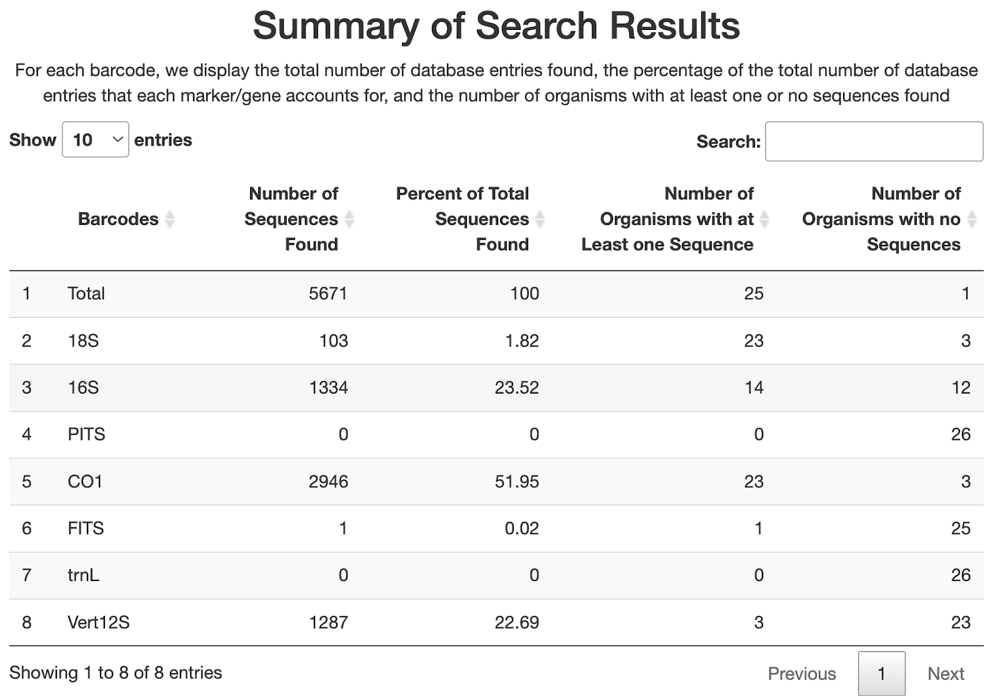 Summary of Search Results
For each barcode, we display the total number of database entries found, the percentage of the total number of database
entries that each marker/gene accounts for, and the number of organisms with at least one or no sequences found
Show 10 entries Search:
Barcodes Number of Sequences Found Percent of Total Sequences Found Number of Organisms with at Least one Sequence Number of Organisms with no Sequences
1 Total 5671 100 25 1
2 18S 103 1.82 23 3
3 16S 1334 23.52 14 12
4 PITS 0 0 0 26
5 CO1 2946 51.95 23 3
6 FITS 1 0.02 1 25
7 trnL 0 0 0 26
8 Vert12S 1287 22.69 3 23
Showing 1 to 8 of 8 entries Previous 1 Next